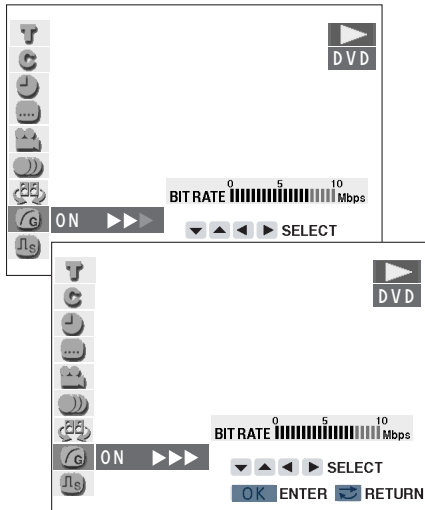 T
DVD
C
0 5 10
BIT RATE Mbps
G ON
SELECT
S
T
DVD
C
0 5 10
BIT RATE Mbps
G ON
SELECT
S
OK ENTER RETURN